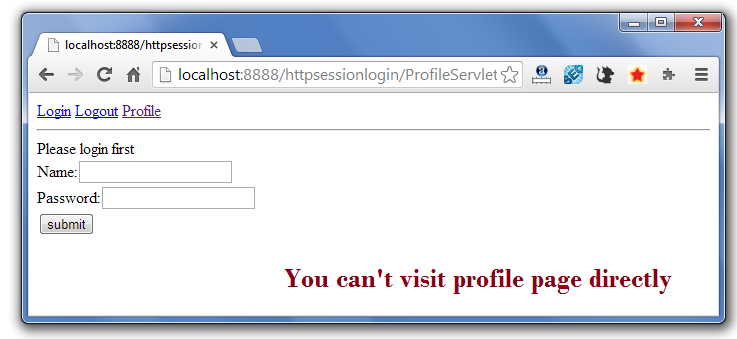 localhost:8888/httpsession
localhost:8888/httpsessionlogin/ProfileServlet
Login Logout Profile
Please login first
Name:
Password:
submit
You can't visit profile page directly